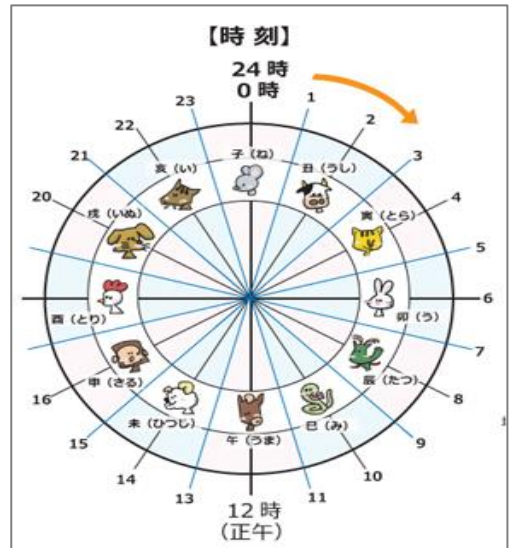 【時 刻】
24 時
0 時
1
2
3
4
5
6
7
8
9
10
11
12 時
（正午）
13
14
15
16
20
21
22
23
子（ね）
丑（うし）
寅（とら）
卯（う）
辰（たつ）
巳（み）
午（うま）
未（ひつじ）
申（さる）
酉（とり）
戌（いぬ）
亥（い）